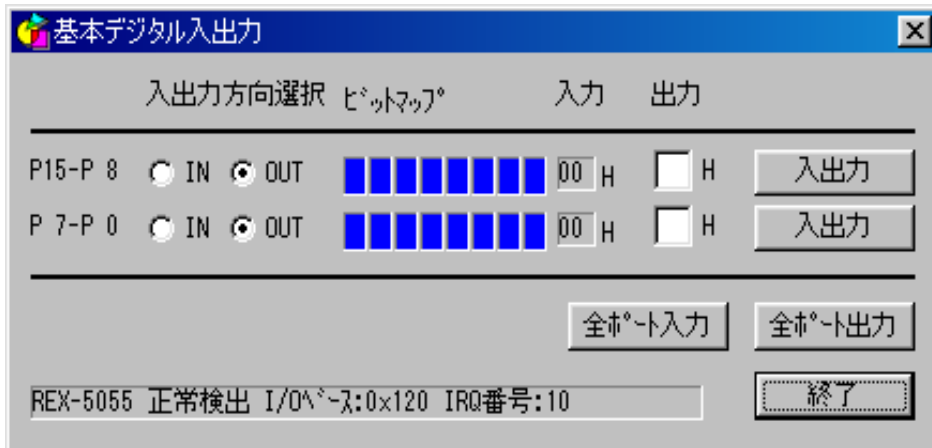 基本デジタル入出力
入出力方向選択 ﾋﾞｯﾄﾏｯﾌﾟ 入力 出力
P15-P 8 IN OUT 00 H H 入出力
P 7-P 0 IN OUT 00 H H 入出力
全ﾎﾟｰﾄ入力 全ﾎﾟｰﾄ出力
REX-5055 正常検出 I/Oﾍﾞｰｽ:0x120 IRQ番号:10 終了